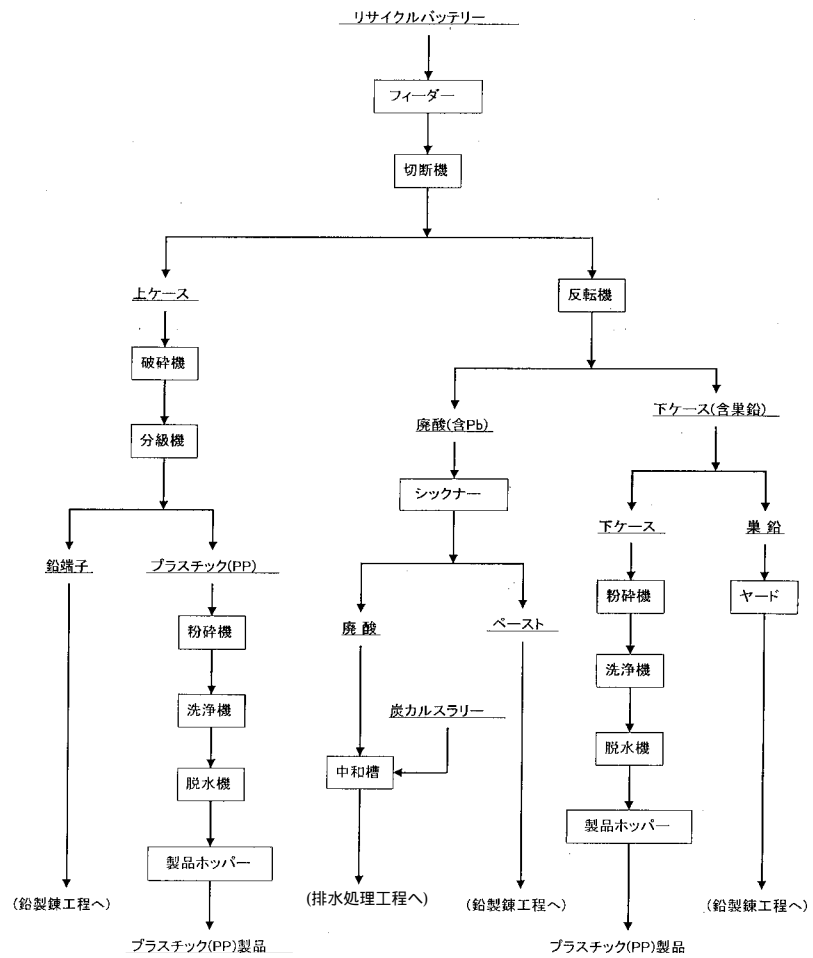 リサイクルバッテリー
フィーダー
切断機
上ケース
反転機
破砕機
下ケース(含巣鉛)
廃酸(含Pb)
分級機
シックナー
下ケース
巣鉛
鉛端子
プラスチック(PP)
粉砕機
ヤード
粉砕機
廃酸
ペースト
洗浄機
洗浄機
炭カルスラリー
脱水機
中和槽
脱水機
製品ホッパー
製品ホッパー
(鉛製錬工程へ)
(排水処理工程へ)
(鉛製錬工程へ)
(鉛製錬工程へ)
プラスチック(PP)製品
プラスチック(PP)製品